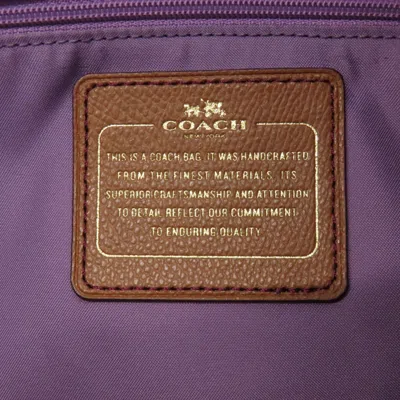 COACH
NEW YORK
THIS IS A COACH BAG. IT WAS HANDCRAFTED
FROM THE FINEST MATERIALS. ITS
SUPERIOR CRAFTSMANSHIP AND ATTENTION
TO DETAIL REFLECT OUR COMMITMENT
TO ENDURING QUALITY.